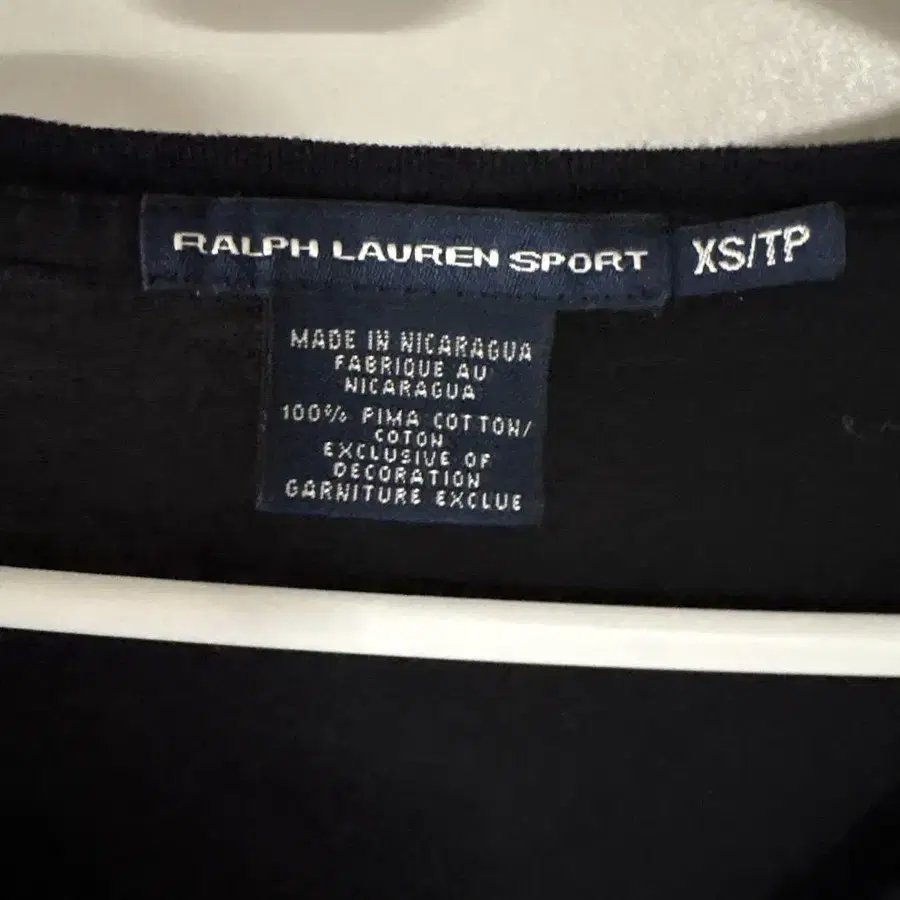 RALPH LAUREN SPORT
XS/TP
MADE IN NICARAGUA
FABRIQUE AU
NICARAGUA
100% PIMA COTTON/
COTON
EXCLUSIVE OF
DECORATION
GARNITURE EXCLUE